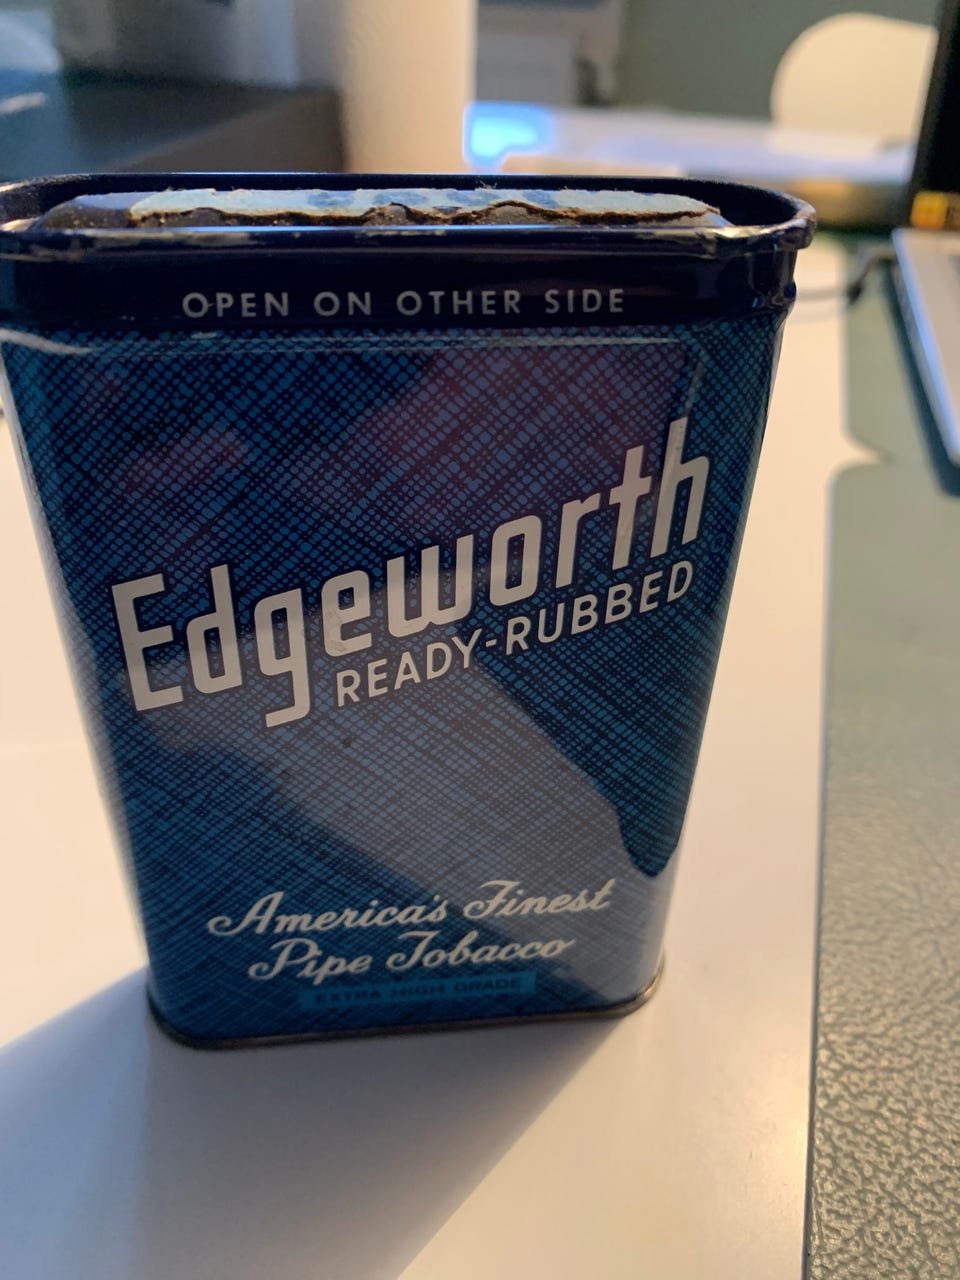 OPEN ON OTHER SIDE
Edgeworth
READY-RUBBED
America's Finest
Pipe Tobacco
EXTRA HIGH GRADE